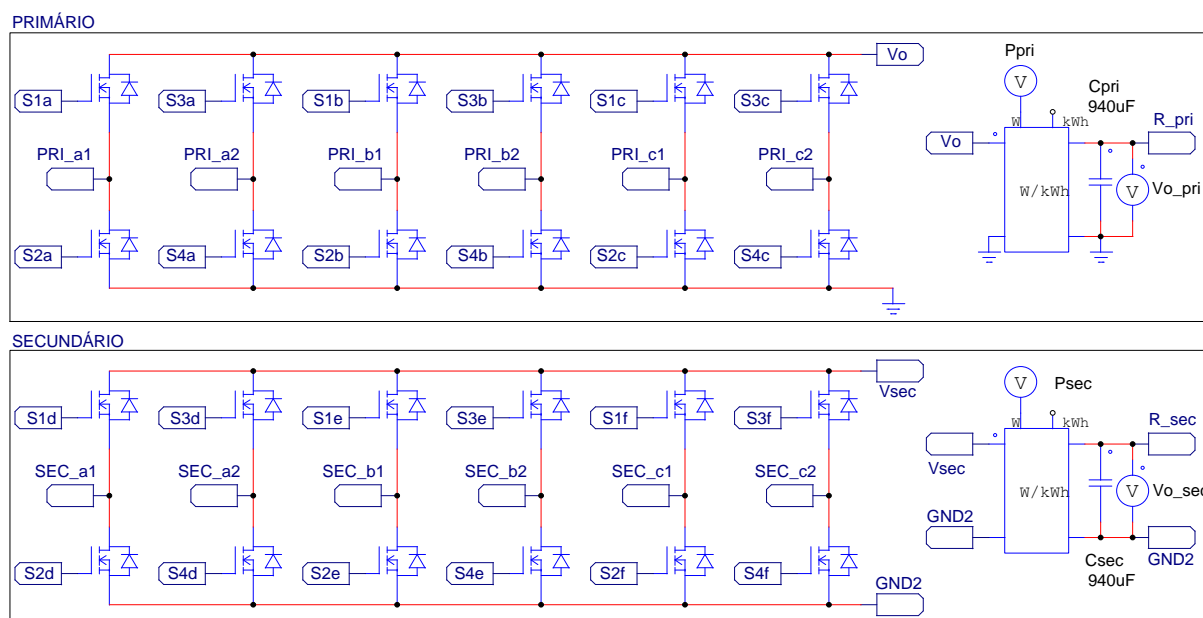 PRIMÁRIO
Vo
S1a S3a S1b S3b S1c S3c
PRI_a1 PRI_a2 PRI_b1 PRI_b2 PRI_c1 PRI_c2
S2a S4a S2b S4b S2c S4c
Ppri
V
Cpri
940uF
R_pri
W kWh
Vo
W/kWh
V
Vo_pri
SECUNDÁRIO
Vsec
S1d S3d S1e S3e S1f S3f
SEC_a1 SEC_a2 SEC_b1 SEC_b2 SEC_c1 SEC_c2
S2d S4d S2e S4e S2f S4f
GND2
V
Psec
R_sec
W kWh
Vsec
W/kWh
V
Vo_sec
GND2
Csec
940uF
GND2